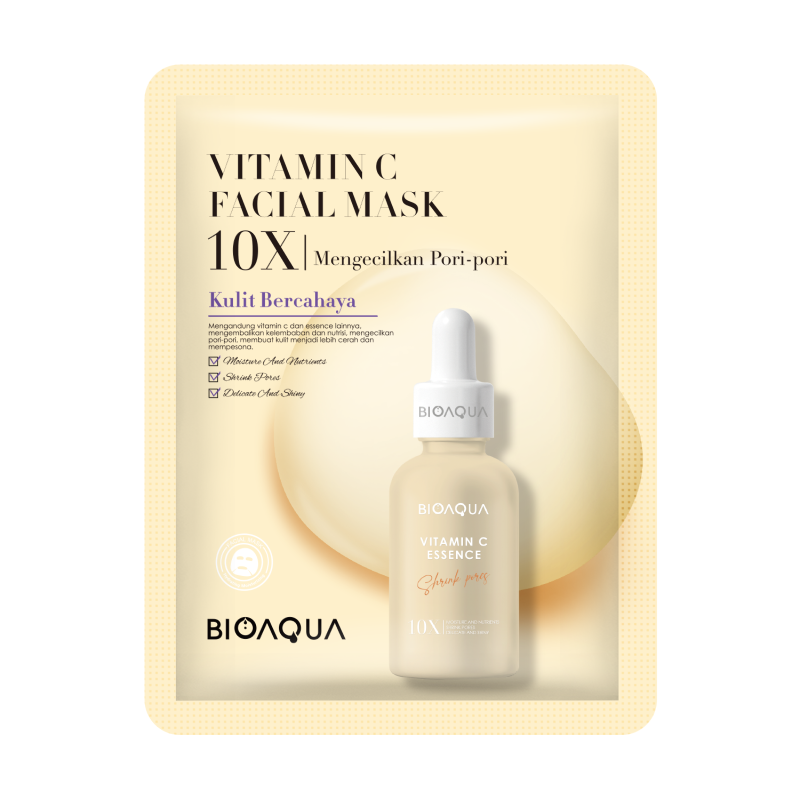 VITAMIN C
FACIAL MASK
10X | Mengecilkan Pori-pori
Kulit Bercahaya
Mengandung vitamin c dan essence lainnya,
mengembalikan kelembaban dan nutrisi, mengecilkan
pori-pori, membuat kulit menjadi lebih cerah dan
mempesona.
Moisture And Nutrients
Shrink Pores
Delicate And Shiny
BIOAQUA
BIOAQUA
VITAMIN C
ESSENCE
Shrink pores
10X
BIOAQUA